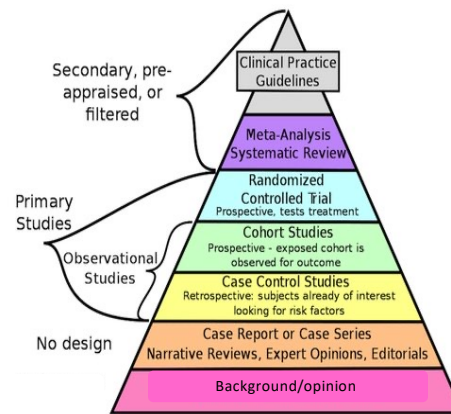 Clinical Practice
Guidelines
Secondary, pre-
appraised, or
filtered
Meta-Analysis
Systematic Review
Randomized
Controlled Trial
Prospective, tests treatment
Primary
Studies
Observational
Studies
Cohort Studies
Prospective - exposed cohort is
observed for outcome
Case Control Studies
Retrospective: subjects already of interest
looking for risk factors
No design
Case Report or Case Series
Narrative Reviews, Expert Opinions, Editorials
Background/opinion